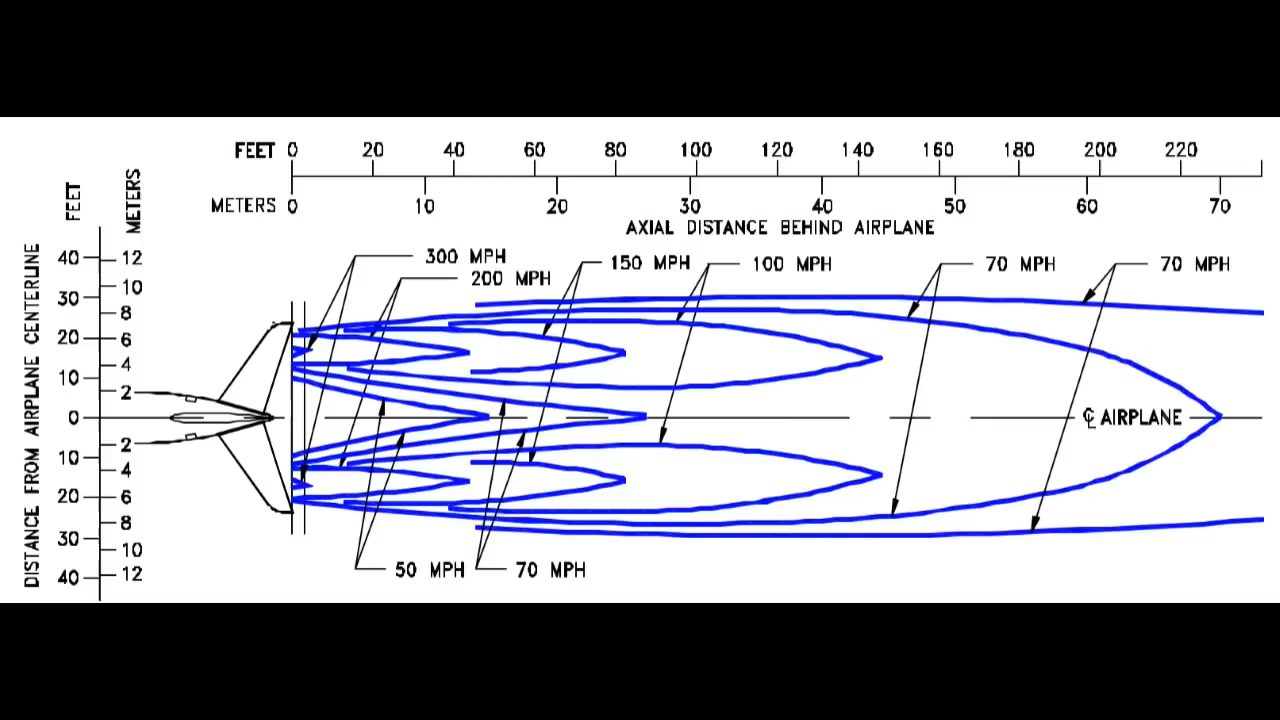 FEET 0 20 40 60 80 100 120 140 160 180 200 220
METERS 0 10 20 30 40 50 60 70
AXIAL DISTANCE BEHIND AIRPLANE
FEET
METERS
DISTANCE FROM AIRPLANE CENTERLINE
40 12
10
30
8
20
6
4
10
2
0 0
2
10
4
20
6
8
30
10
40 12
300 MPH
200 MPH
150 MPH
100 MPH
70 MPH
70 MPH
℄ AIRPLANE
50 MPH
70 MPH